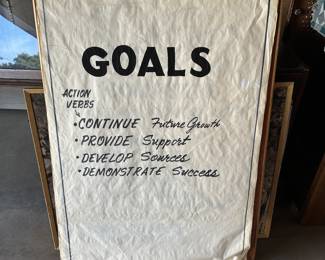 GOALS
ACTION
VERBS
• CONTINUE Future Growth
• PROVIDE Support
• DEVELOP Sources
• DEMONSTRATE Success